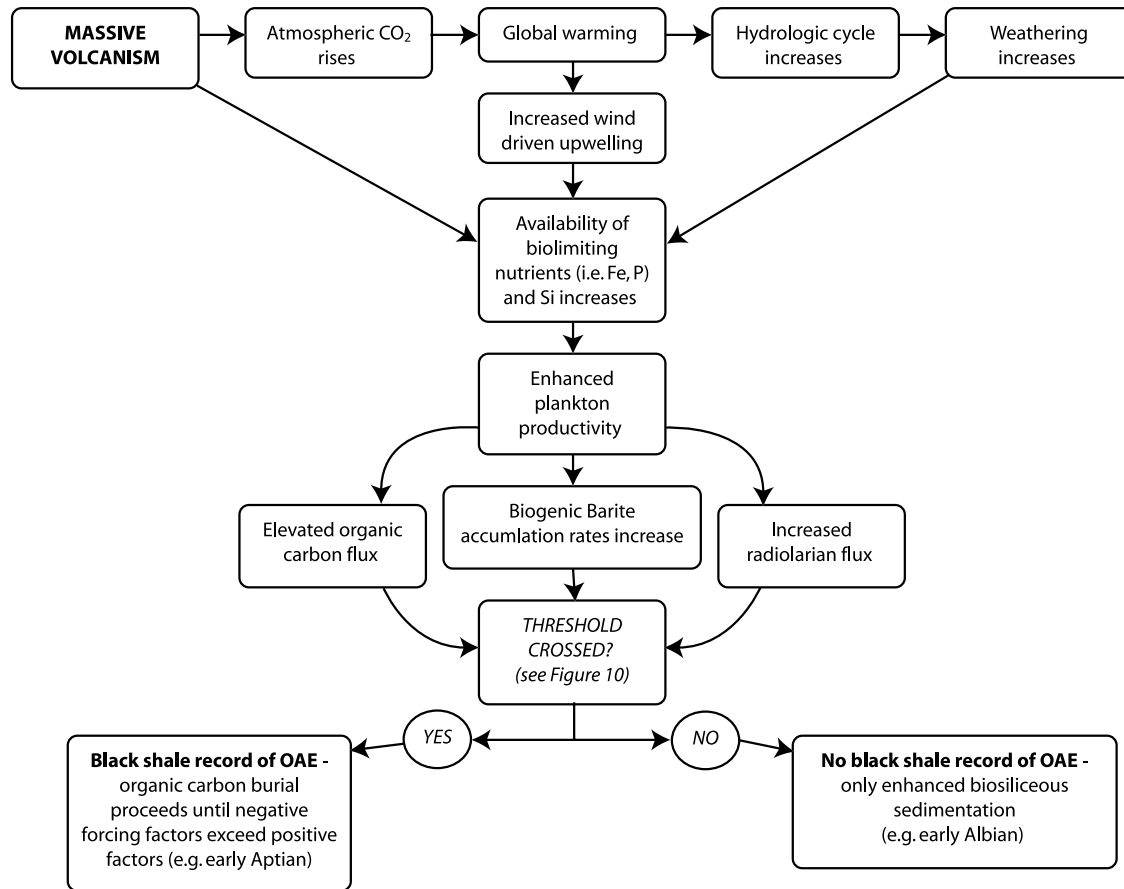 MASSIVE
VOLCANISM
Atmospheric CO₂
rises
Global warming
Hydrologic cycle
increases
Weathering
increases
Increased wind
driven upwelling
Availability of
biolimiting
nutrients (i.e. Fe, P)
and Si increases
Enhanced
plankton
productivity
Elevated organic
carbon flux
Biogenic Barite
accumlation rates increase
Increased
radiolarian flux
THRESHOLD
CROSSED?
(see Figure 10)
YES
NO
Black shale record of OAE -
organic carbon burial
proceeds until negative
forcing factors exceed positive
factors (e.g. early Aptian)
No black shale record of OAE -
only enhanced biosiliceous
sedimentation
(e.g. early Albian)